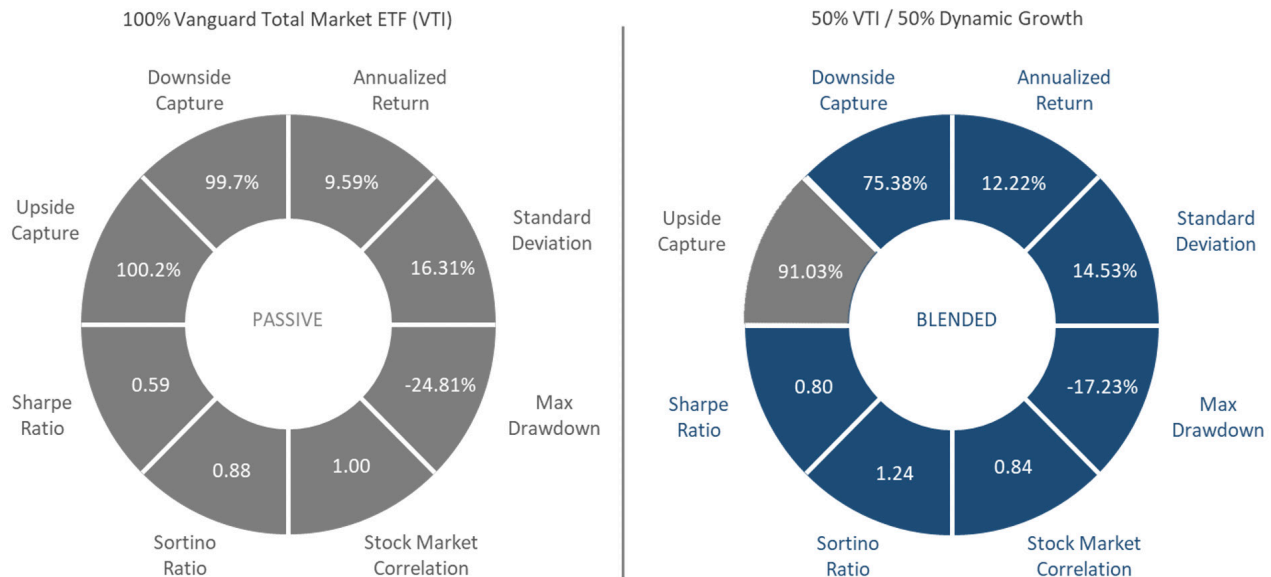 100% Vanguard Total Market ETF (VTI)
Downside
Capture
Annualized
Return
99.7%
9.59%
Upside
Capture
Standard
Deviation
100.2%
16.31%
PASSIVE
0.59
-24.81%
Sharpe
Ratio
Max
Drawdown
0.88
1.00
Sortino
Ratio
Stock Market
Correlation
50% VTI / 50% Dynamic Growth
Downside
Capture
Annualized
Return
75.38%
12.22%
Upside
Capture
Standard
Deviation
91.03%
14.53%
BLENDED
0.80
-17.23%
Sharpe
Ratio
Max
Drawdown
1.24
0.84
Sortino
Ratio
Stock Market
Correlation